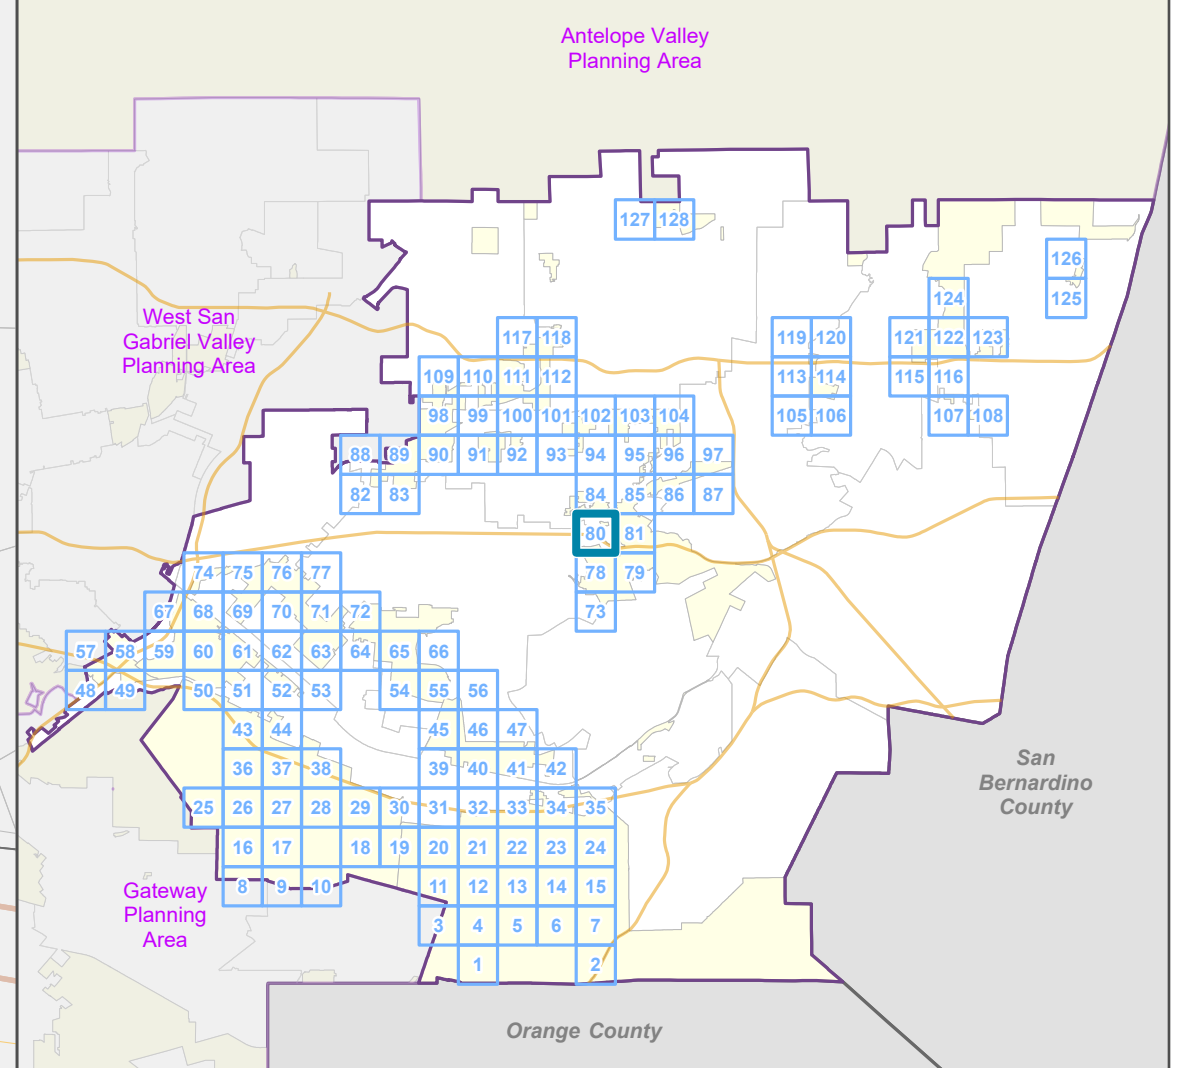 Antelope Valley
Planning Area
127 128
126
125
124
West San
Gabriel Valley
Planning Area
117 118 119 120 121 122 123
109 110 111 112 113 114 115 116
98 99 100 101 102 103 104 105 106 107 108
88 89 90 91 92 93 94 95 96 97
82 83 84 85 86 87
80 81
74 75 76 77 78 79
67 68 69 70 71 72 73
57 58 59 60 61 62 63 64 65 66
48 49 50 51 52 53 54 55 56
43 44 45 46 47
36 37 38 39 40 41 42
San
Bernardino
County
25 26 27 28 29 30 31 32 33 34 35
16 17 18 19 20 21 22 23 24
8 9 10 11 12 13 14 15
Gateway
Planning
Area
3 4 5 6 7
1 2
Orange County